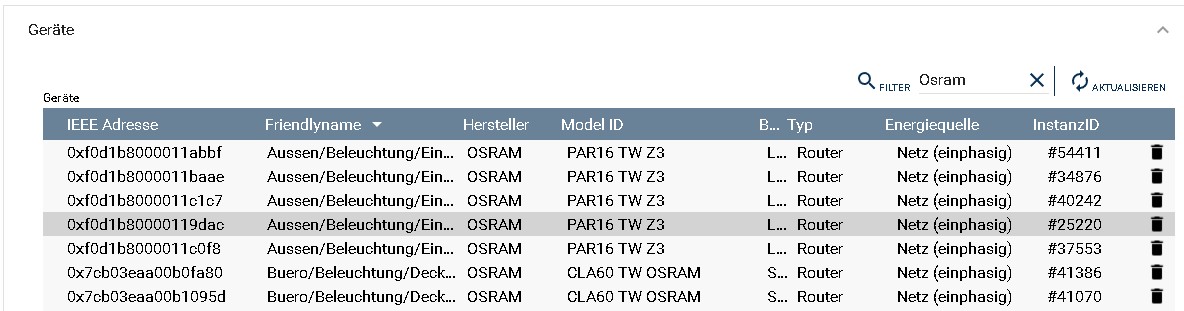 Geräte
FILTER Osram AKTUALISIEREN
Geräte
IEEE Adresse Friendlyname Hersteller Model ID B... Typ Energiequelle InstanzID
0xf0d1b8000011abbf Aussen/Beleuchtung/Ein... OSRAM PAR16 TW Z3 L... Router Netz (einphasig) #54411
0xf0d1b8000011baae Aussen/Beleuchtung/Ein... OSRAM PAR16 TW Z3 L... Router Netz (einphasig) #34876
0xf0d1b8000011c1c7 Aussen/Beleuchtung/Ein... OSRAM PAR16 TW Z3 L... Router Netz (einphasig) #40242
0xf0d1b80000119dac Aussen/Beleuchtung/Ein... OSRAM PAR16 TW Z3 L... Router Netz (einphasig) #25220
0xf0d1b8000011c0f8 Aussen/Beleuchtung/Ein... OSRAM PAR16 TW Z3 L... Router Netz (einphasig) #37553
0x7cb03eaa00b0fa80 Buero/Beleuchtung/Deck... OSRAM CLA60 TW OSRAM S... Router Netz (einphasig) #41386
0x7cb03eaa00b1095d Buero/Beleuchtung/Deck... OSRAM CLA60 TW OSRAM S... Router Netz (einphasig) #41070